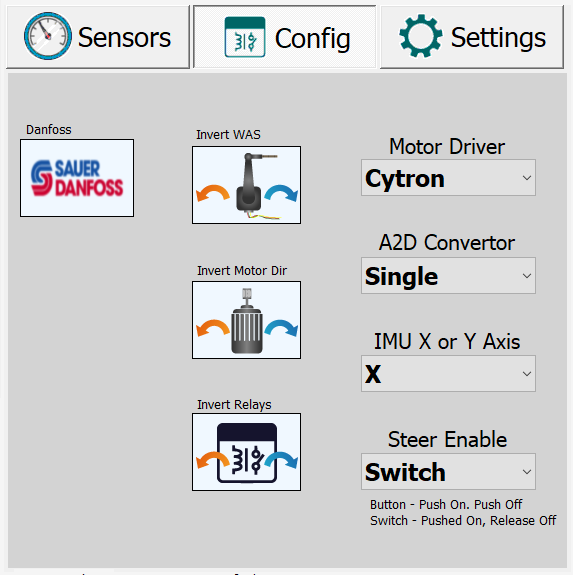 Sensors
Config
Settings
Danfoss
SAUER
DANFOSS
Invert WAS
Invert Motor Dir
Invert Relays
Motor Driver
Cytron
A2D Convertor
Single
IMU X or Y Axis
X
Steer Enable
Switch
Button - Push On. Push Off
Switch - Pushed On, Release Off